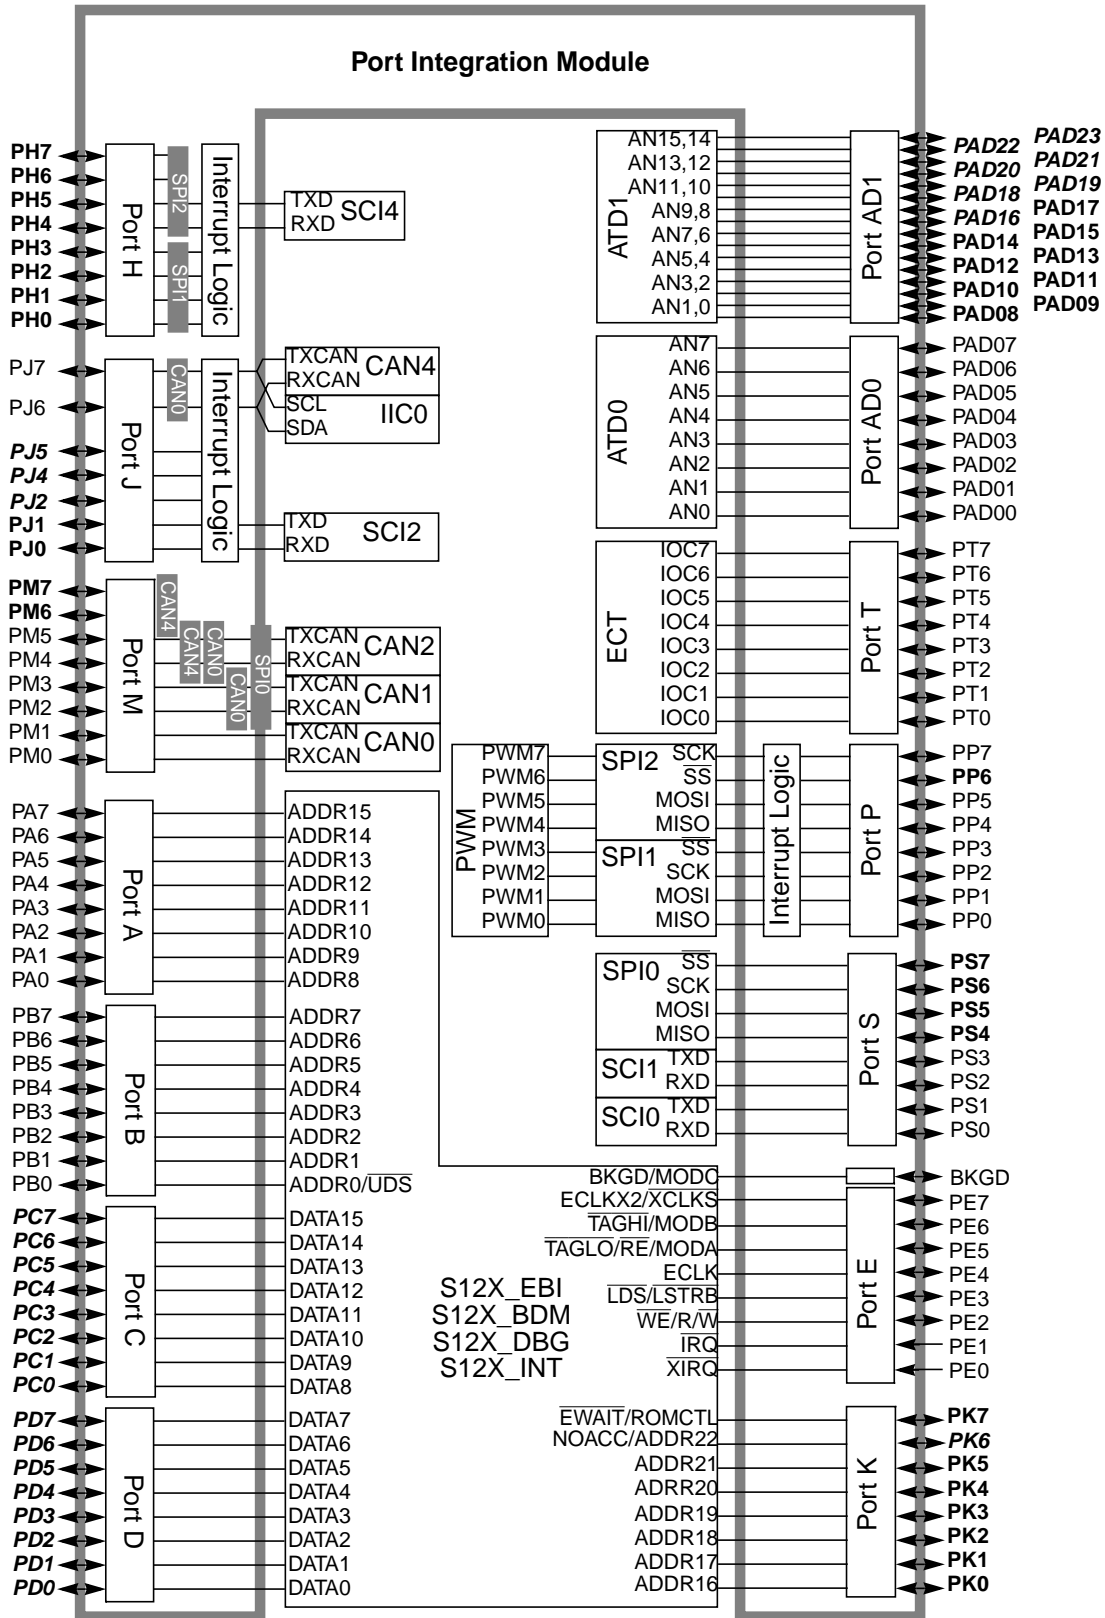 Port Integration Module
PH7
PH6
PH5
PH4
PH3
PH2
PH1
PH0
Port H
SPI2
SPI1
Interrupt Logic
TXD
RXD
SCI4
PJ7
PJ6
PJ5
PJ4
PJ2
PJ1
PJ0
Port J
CAN0
Interrupt Logic
TXCAN
RXCAN
CAN4
SCL
SDA
IIC0
TXD
RXD
SCI2
PM7
PM6
PM5
PM4
PM3
PM2
PM1
PM0
Port M
CAN4
CAN4
CAN0
CAN0
SPI0
TXCAN
RXCAN
CAN2
TXCAN
RXCAN
CAN1
TXCAN
RXCAN
CAN0
PA7
PA6
PA5
PA4
PA3
PA2
PA1
PA0
Port A
ADDR15
ADDR14
ADDR13
ADDR12
ADDR11
ADDR10
ADDR9
ADDR8
PB7
PB6
PB5
PB4
PB3
PB2
PB1
PB0
Port B
ADDR7
ADDR6
ADDR5
ADDR4
ADDR3
ADDR2
ADDR1
ADDR0/UDS
PC7
PC6
PC5
PC4
PC3
PC2
PC1
PC0
Port C
DATA15
DATA14
DATA13
DATA12
DATA11
DATA10
DATA9
DATA8
PD7
PD6
PD5
PD4
PD3
PD2
PD1
PD0
Port D
DATA7
DATA6
DATA5
DATA4
DATA3
DATA2
DATA1
DATA0
S12X_EBI
S12X_BDM
S12X_DBG
S12X_INT
ATD1
AN15,14
AN13,12
AN11,10
AN9,8
AN7,6
AN5,4
AN3,2
AN1,0
Port AD1
PAD23
PAD22
PAD21
PAD20
PAD19
PAD18
PAD17
PAD16
PAD15
PAD14
PAD13
PAD12
PAD11
PAD10
PAD09
PAD08
ATD0
AN7
AN6
AN5
AN4
AN3
AN2
AN1
AN0
Port AD0
PAD07
PAD06
PAD05
PAD04
PAD03
PAD02
PAD01
PAD00
ECT
IOC7
IOC6
IOC5
IOC4
IOC3
IOC2
IOC1
IOC0
Port T
PT7
PT6
PT5
PT4
PT3
PT2
PT1
PT0
PWM
PWM7
PWM6
PWM5
PWM4
PWM3
PWM2
PWM1
PWM0
SPI2
SCK
SS
MOSI
MISO
SPI1
SS
SCK
MOSI
MISO
Interrupt Logic
Port P
PP7
PP6
PP5
PP4
PP3
PP2
PP1
PP0
SPI0
SS
SCK
MOSI
MISO
SCI1
TXD
RXD
SCI0
TXD
RXD
Port S
PS7
PS6
PS5
PS4
PS3
PS2
PS1
PS0
BKGD/MODC
BKGD
ECLKX2/XCLKS
TAGHI/MODB
TAGLO/RE/MODA
ECLK
LDS/LSTRB
WE/R/W
IRQ
XIRQ
Port E
PE7
PE6
PE5
PE4
PE3
PE2
PE1
PE0
EWAIT/ROMCTL
NOACC/ADDR22
ADDR21
ADRR20
ADDR19
ADDR18
ADDR17
ADDR16
Port K
PK7
PK6
PK5
PK4
PK3
PK2
PK1
PK0